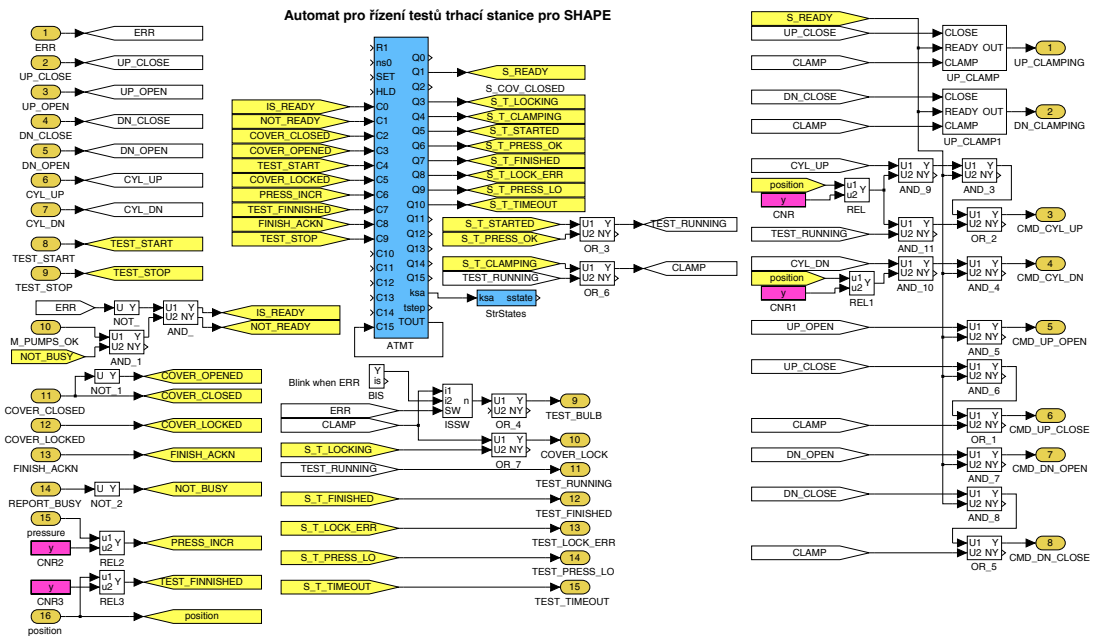 Automat pro řízení testů trhací stanice pro SHAPE
1
ERR
ERR
2
UP_CLOSE
UP_CLOSE
3
UP_OPEN
UP_OPEN
4
DN_CLOSE
DN_CLOSE
5
DN_OPEN
DN_OPEN
6
CYL_UP
CYL_UP
7
CYL_DN
CYL_DN
8
TEST_START
TEST_START
9
TEST_STOP
TEST_STOP
ERR
U Y
NOT_
U1 Y
U2 NY
AND_
IS_READY
NOT_READY
10
M_PUMPS_OK
NOT_BUSY
U1 Y
U2 NY
AND_1
U Y
NOT_1
COVER_OPENED
11
COVER_CLOSED
COVER_CLOSED
12
COVER_LOCKED
COVER_LOCKED
13
FINISH_ACKN
FINISH_ACKN
14
REPORT_BUSY
U Y
NOT_2
NOT_BUSY
15
pressure
y
CNR2
u1
u2
Y
REL2
PRESS_INCR
y
CNR3
u1
u2
Y
REL3
TEST_FINNISHED
16
position
position
IS_READY
NOT_READY
COVER_CLOSED
COVER_OPENED
TEST_START
COVER_LOCKED
PRESS_INCR
TEST_FINNISHED
FINISH_ACKN
TEST_STOP
R1
ns0
SET
HLD
C0
C1
C2
C3
C4
C5
C6
C7
C8
C9
C10
C11
C12
C13
C14
C15
Q0
Q1
Q2
Q3
Q4
Q5
Q6
Q7
Q8
Q9
Q10
Q11
Q12
Q13
Q14
Q15
ksa
tstep
TOUT
ATMT
S_READY
S_COV_CLOSED
S_T_LOCKING
S_T_CLAMPING
S_T_STARTED
S_T_PRESS_OK
S_T_FINISHED
S_T_LOCK_ERR
S_T_PRESS_LO
S_T_TIMEOUT
S_T_STARTED
S_T_PRESS_OK
U1 Y
U2 NY
OR_3
TEST_RUNNING
S_T_CLAMPING
TEST_RUNNING
U1 Y
U2 NY
OR_6
CLAMP
ksa sstate
StrStates
Blink when ERR
Y
is
BIS
ERR
CLAMP
i1
i2 n
SW
ISSW
U1 Y
U2 NY
OR_4
9
TEST_BULB
S_T_LOCKING
U1 Y
U2 NY
OR_7
10
COVER_LOCK
TEST_RUNNING
11
TEST_RUNNING
S_T_FINISHED
12
TEST_FINISHED
S_T_LOCK_ERR
13
TEST_LOCK_ERR
S_T_PRESS_LO
14
TEST_PRESS_LO
S_T_TIMEOUT
15
TEST_TIMEOUT
S_READY
UP_CLOSE
CLAMP
CLOSE
READY OUT
CLAMP
UP_CLAMP
1
UP_CLAMPING
DN_CLOSE
CLAMP
CLOSE
READY OUT
CLAMP
UP_CLAMP1
2
DN_CLAMPING
CYL_UP
position
y
CNR
u1
u2
Y
REL
U1 Y
U2 NY
AND_9
U1 Y
U2 NY
AND_3
TEST_RUNNING
U1 Y
U2 NY
AND_11
U1 Y
U2 NY
OR_2
3
CMD_CYL_UP
CYL_DN
position
y
CNR1
u1
u2
Y
REL1
U1 Y
U2 NY
AND_10
U1 Y
U2 NY
AND_4
4
CMD_CYL_DN
UP_OPEN
U1 Y
U2 NY
AND_5
5
CMD_UP_OPEN
UP_CLOSE
U1 Y
U2 NY
AND_6
CLAMP
U1 Y
U2 NY
OR_1
6
CMD_UP_CLOSE
DN_OPEN
U1 Y
U2 NY
AND_7
7
CMD_DN_OPEN
DN_CLOSE
U1 Y
U2 NY
AND_8
CLAMP
U1 Y
U2 NY
OR_5
8
CMD_DN_CLOSE